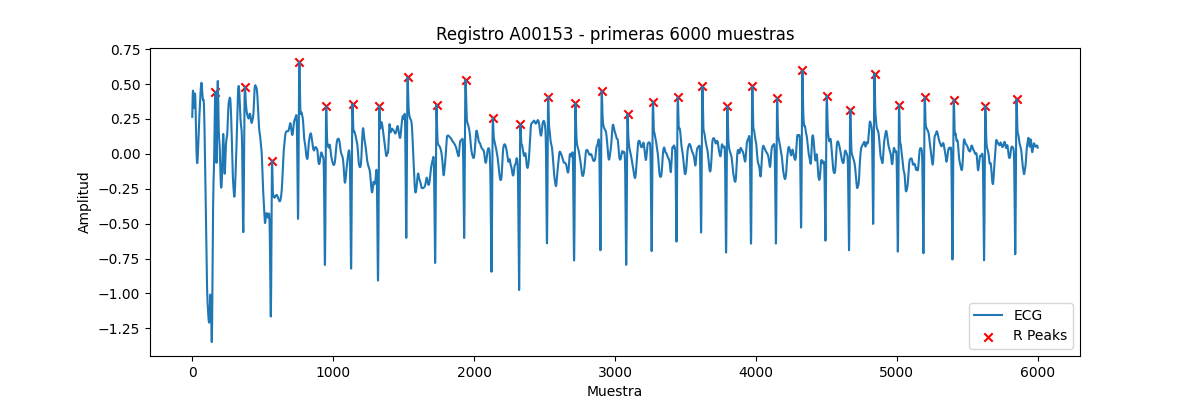 Registro A00153 - primeras 6000 muestras
Amplitud
0.75
0.50
0.25
0.00
−0.25
−0.50
−0.75
−1.00
−1.25
ECG
R Peaks
0 1000 2000 3000 4000 5000 6000
Muestra